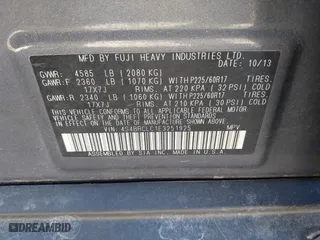 MFD BY FUJI HEAVY INDUSTRIES LTD.
DATE 10/13
GVWR: 4585 LB (2080 KG)
GAWR:F 2360 LB (1070 KG) WITH P225/60R17
17X7J RIMS, AT 220 KPA (32 PSI) COLD
GAWR:R 2340 LB (1060 KG) WITH P225/60R17
17X7J RIMS, AT 210 KPA (30 PSI) COLD
THIS VEHICLE CONFORMS TO ALL APPLICABLE
FEDERAL MOTOR VEHICLE SAFETY,
BUMPER, AND THEFT PREVENTION STANDARDS
IN EFFECT ON THE DATE OF MANUFACTURE
SHOWN ABOVE.
VIN: 4S4BRCLC1E3251925 MPV
ASSEMBLED BY SIA, INC. MADE IN U.S.A
DEALERSHIPS